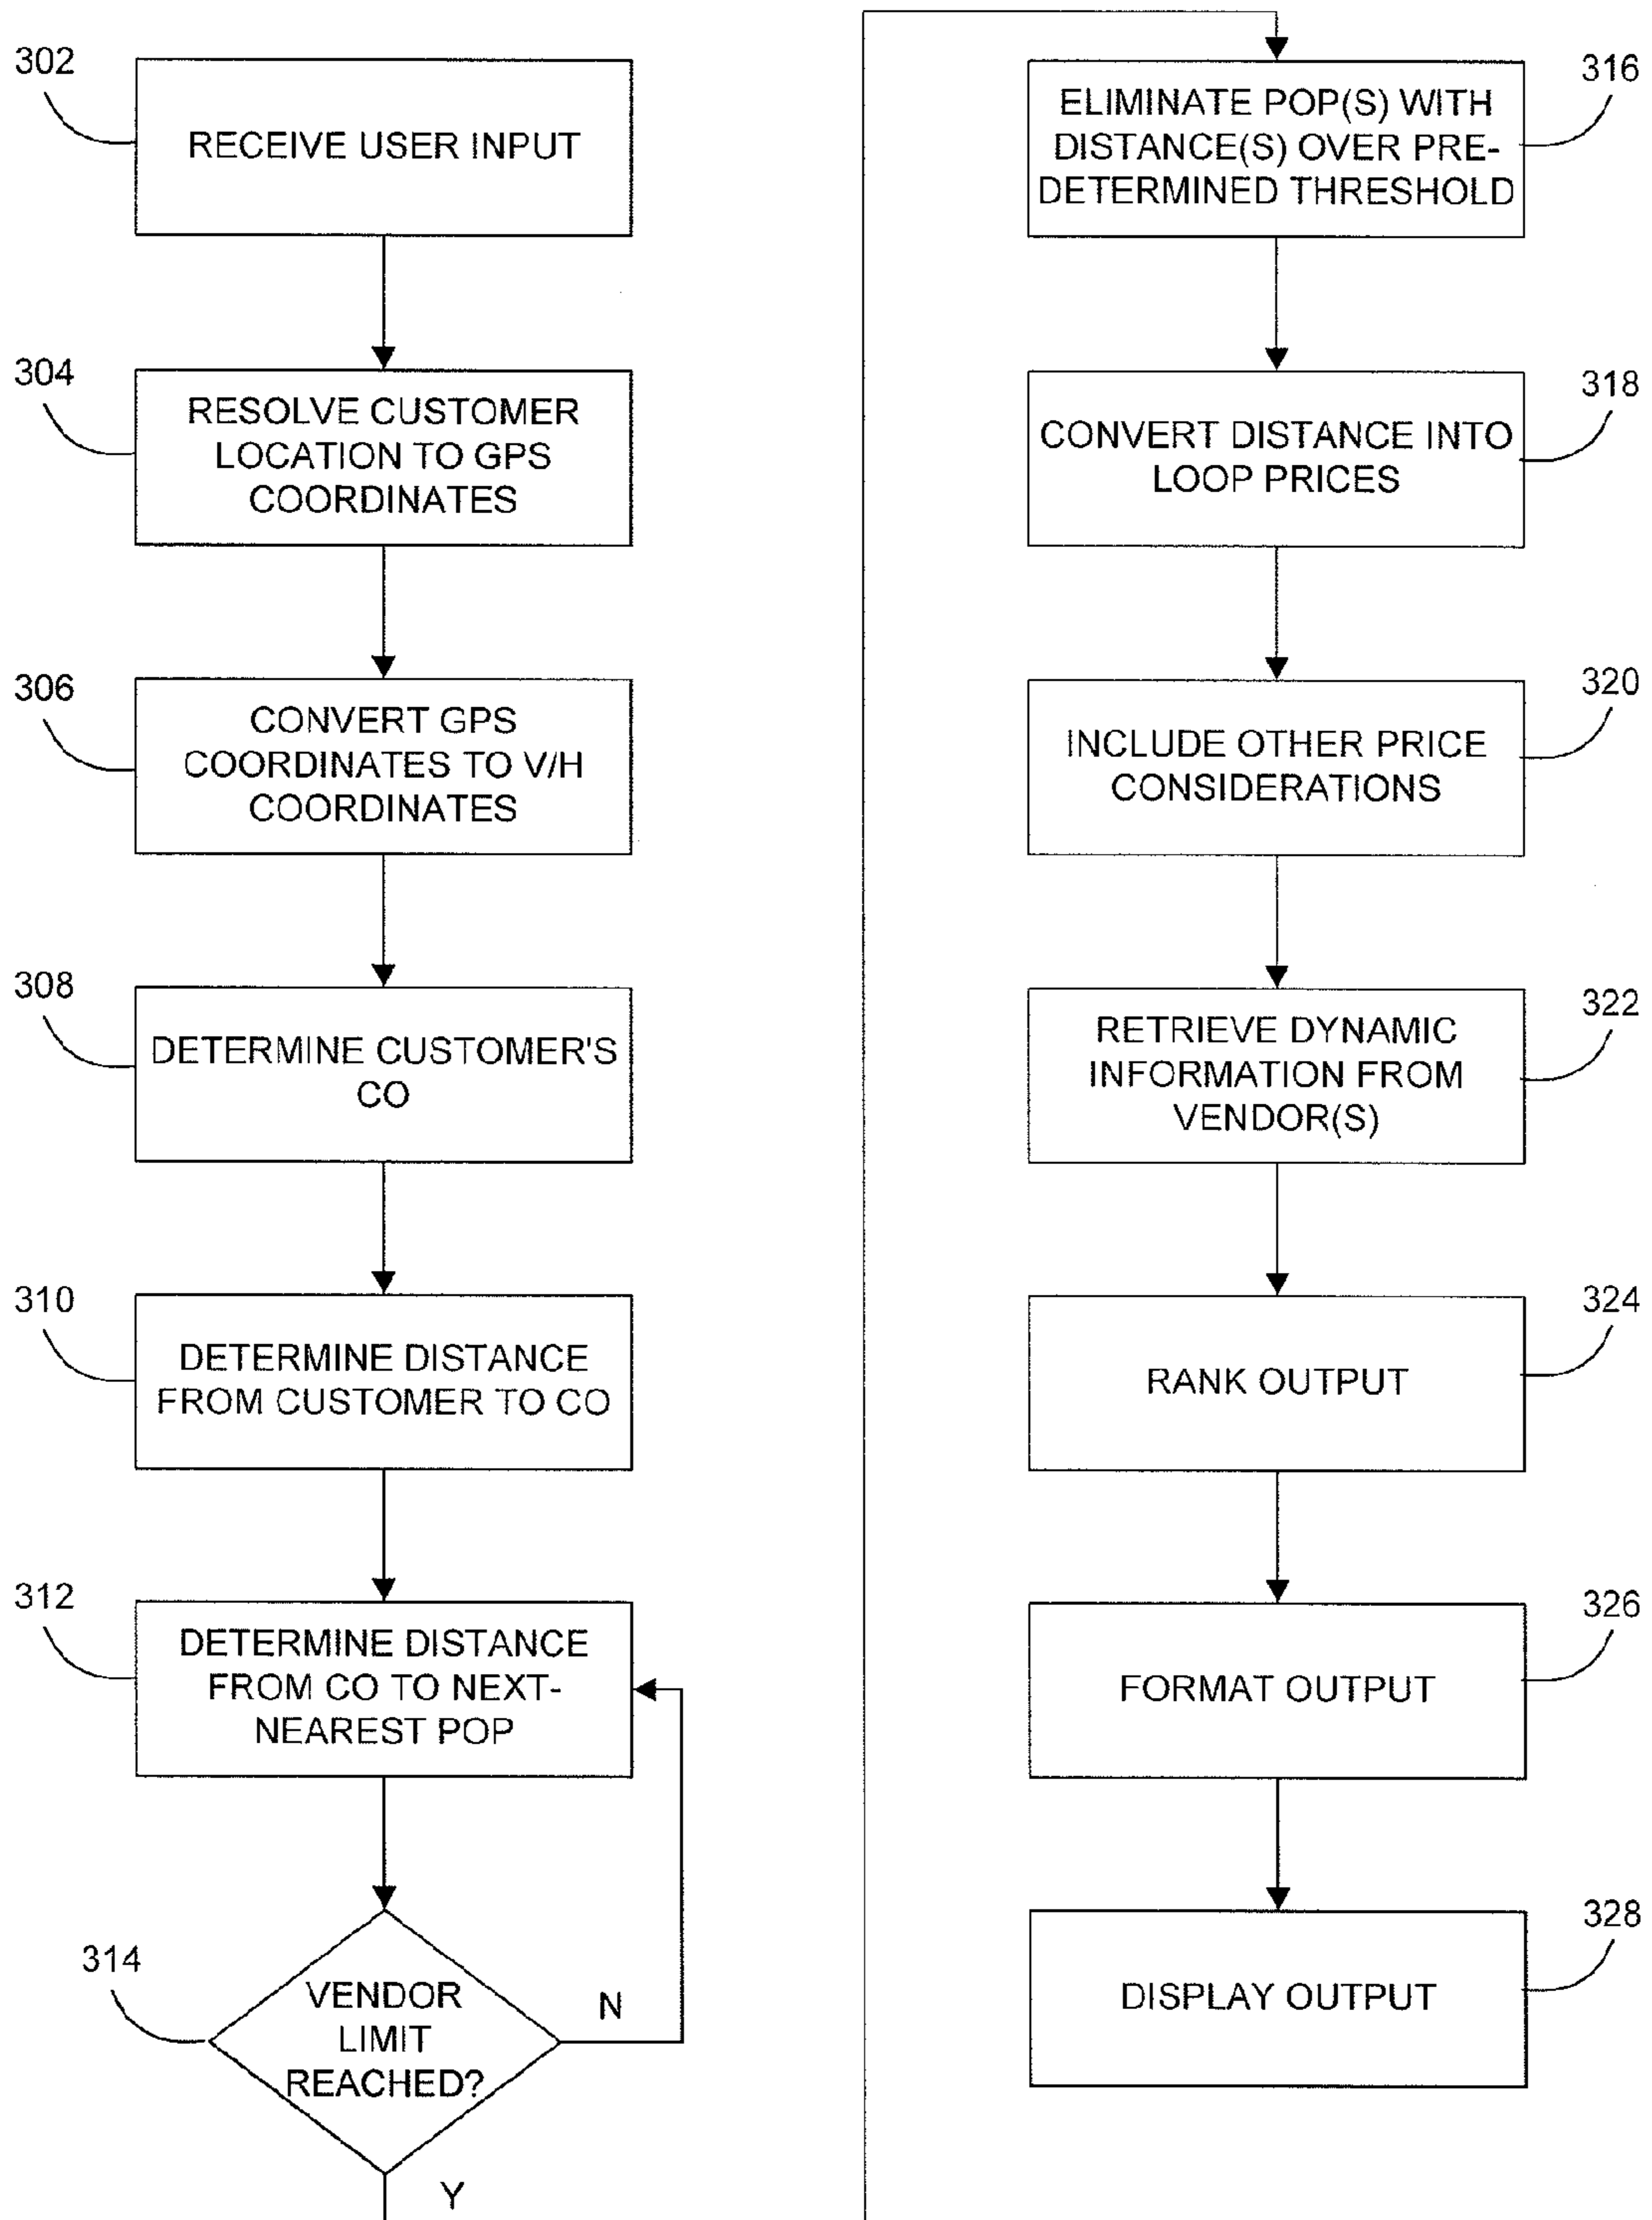 302
RECEIVE USER INPUT
304
RESOLVE CUSTOMER
LOCATION TO GPS
COORDINATES
306
CONVERT GPS
COORDINATES TO V/H
COORDINATES
308
DETERMINE CUSTOMER'S
CO
310
DETERMINE DISTANCE
FROM CUSTOMER TO CO
312
DETERMINE DISTANCE
FROM CO TO NEXT-
NEAREST POP
314
VENDOR
LIMIT
REACHED?
N
Y
316
ELIMINATE POP(S) WITH
DISTANCE(S) OVER PRE-
DETERMINED THRESHOLD
318
CONVERT DISTANCE INTO
LOOP PRICES
320
INCLUDE OTHER PRICE
CONSIDERATIONS
322
RETRIEVE DYNAMIC
INFORMATION FROM
VENDOR(S)
324
RANK OUTPUT
326
FORMAT OUTPUT
328
DISPLAY OUTPUT